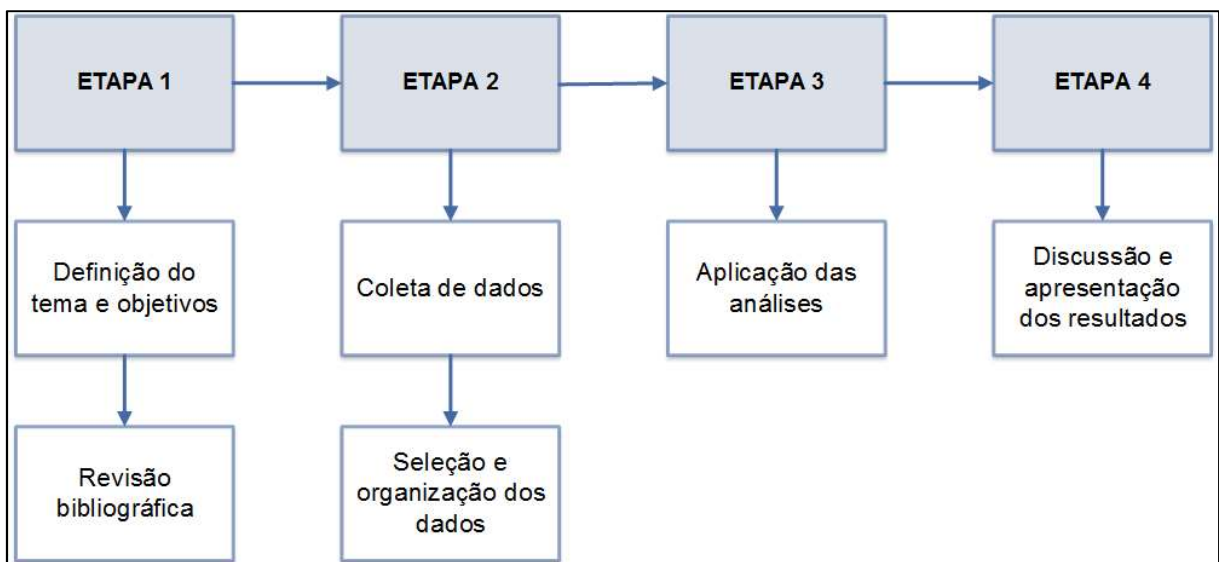 ETAPA 1
ETAPA 2
ETAPA 3
ETAPA 4
Definição do
tema e objetivos
Coleta de dados
Aplicação das
análises
Discussão e
apresentação
dos resultados
Revisão
bibliográfica
Seleção e
organização dos
dados